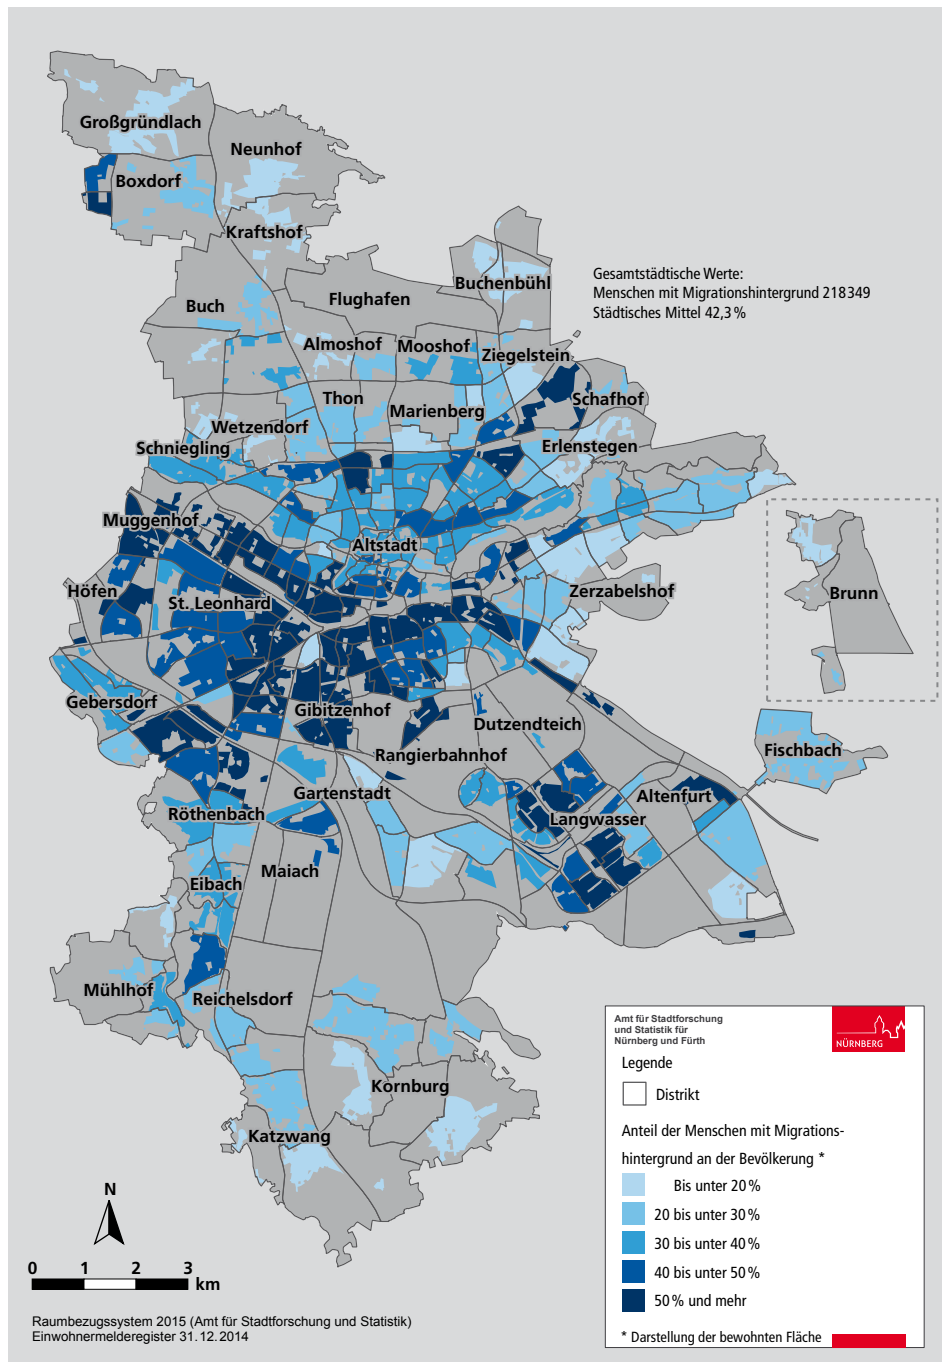 Großgründlach
Neunhof
Boxdorf
Kraftshof
Buchenbühl
Gesamtstädtische Werte:
Menschen mit Migrationshintergrund 218349
Städtisches Mittel 42,3 %
Flughafen
Buch
Almoshof
Mooshof
Ziegelstein
Thon
Schafhof
Marienberg
Wetzendorf
Erlenstegen
Schniegling
Muggenhof
Altstadt
Höfen
St. Leonhard
Zerzabelshof
Brunn
Gebersdorf
Gibitzenhof
Dutzendteich
Rangierbahnhof
Fischbach
Gartenstadt
Altenfurt
Röthenbach
Langwasser
Maiach
Eibach
Mühlhof
Reichelsdorf
Kornburg
Katzwang
Amt für Stadtforschung
und Statistik für
Nürnberg und Fürth
NÜRNBERG
Legende
Distrikt
Anteil der Menschen mit Migrations-
hintergrund an der Bevölkerung *
Bis unter 20 %
20 bis unter 30 %
30 bis unter 40 %
40 bis unter 50 %
50 % und mehr
* Darstellung der bewohnten Fläche
N
0 1 2 3
km
Raumbezugssystem 2015 (Amt für Stadtforschung und Statistik)
Einwohnermelderegister 31.12.2014